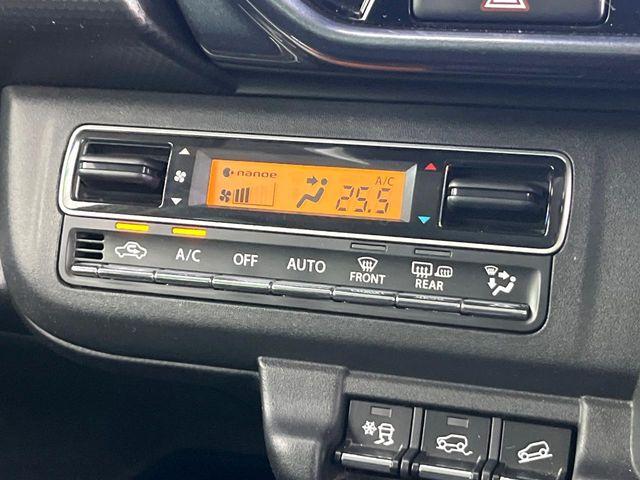 nanoe
A/C
25.5
A/C
OFF
AUTO
FRONT
REAR